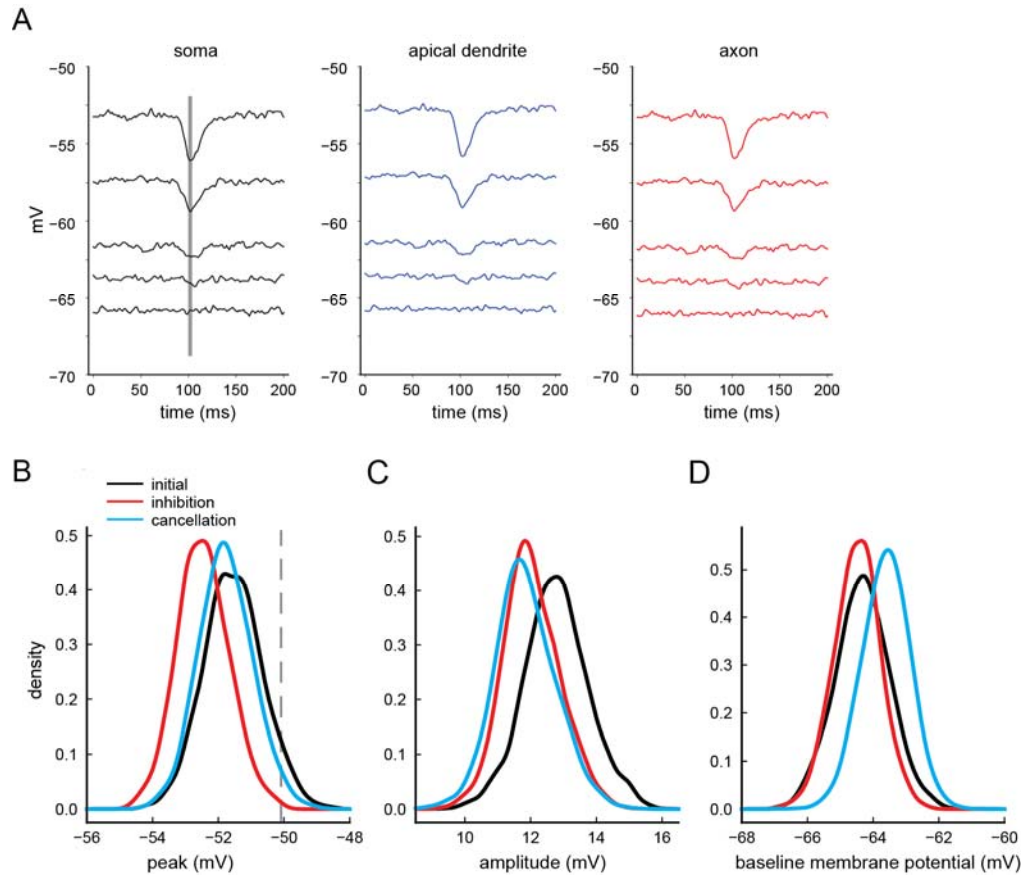 A
soma
apical dendrite
axon
mV
−50
−55
−60
−65
−70
0 50 100 150 200
time (ms)
−50
−55
−60
−65
−70
0 50 100 150 200
time (ms)
−50
−55
−60
−65
−70
0 50 100 150 200
time (ms)
B
initial
inhibition
cancellation
density
0.5
0.4
0.3
0.2
0.1
0.0
−56 −54 −52 −50 −48
peak (mV)
C
0.5
0.4
0.3
0.2
0.1
0.0
10 12 14 16
amplitude (mV)
D
0.5
0.4
0.3
0.2
0.1
0.0
−68 −66 −64 −62 −60
baseline membrane potential (mV)